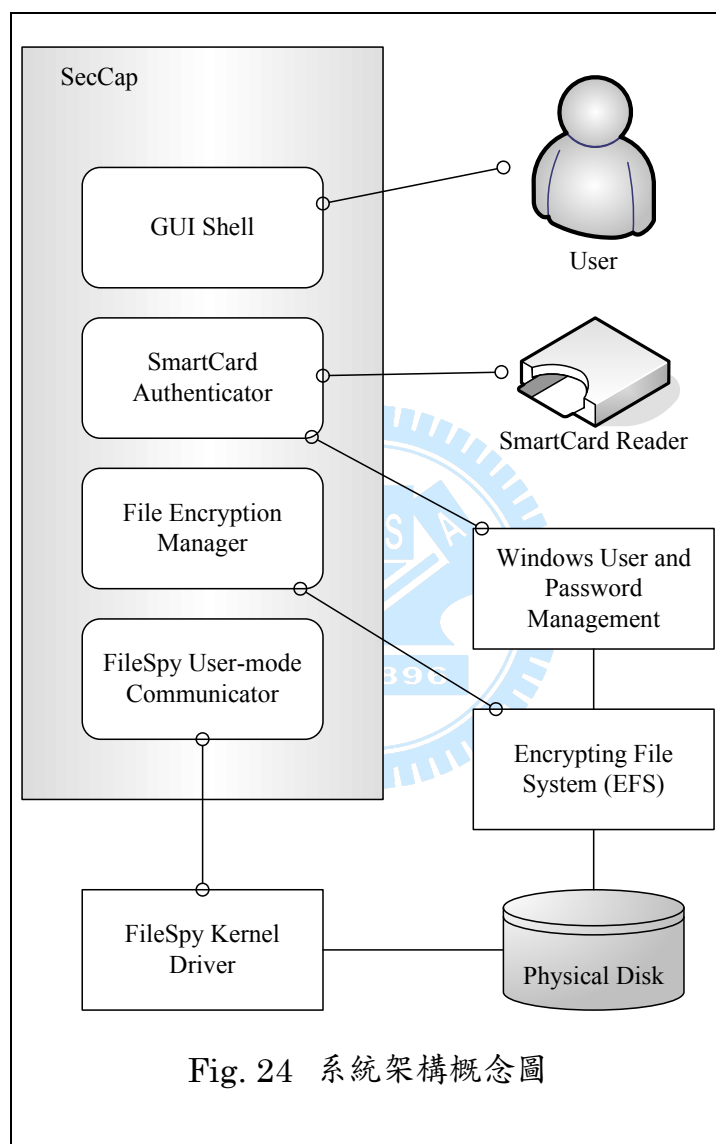 SecCap
GUI Shell
User
SmartCard
Authenticator
SmartCard Reader
File Encryption
Manager
Windows User and
Password
Management
FileSpy User-mode
Communicator
Encrypting File
System (EFS)
FileSpy Kernel
Driver
Physical Disk
Fig. 24 系統架構概念圖